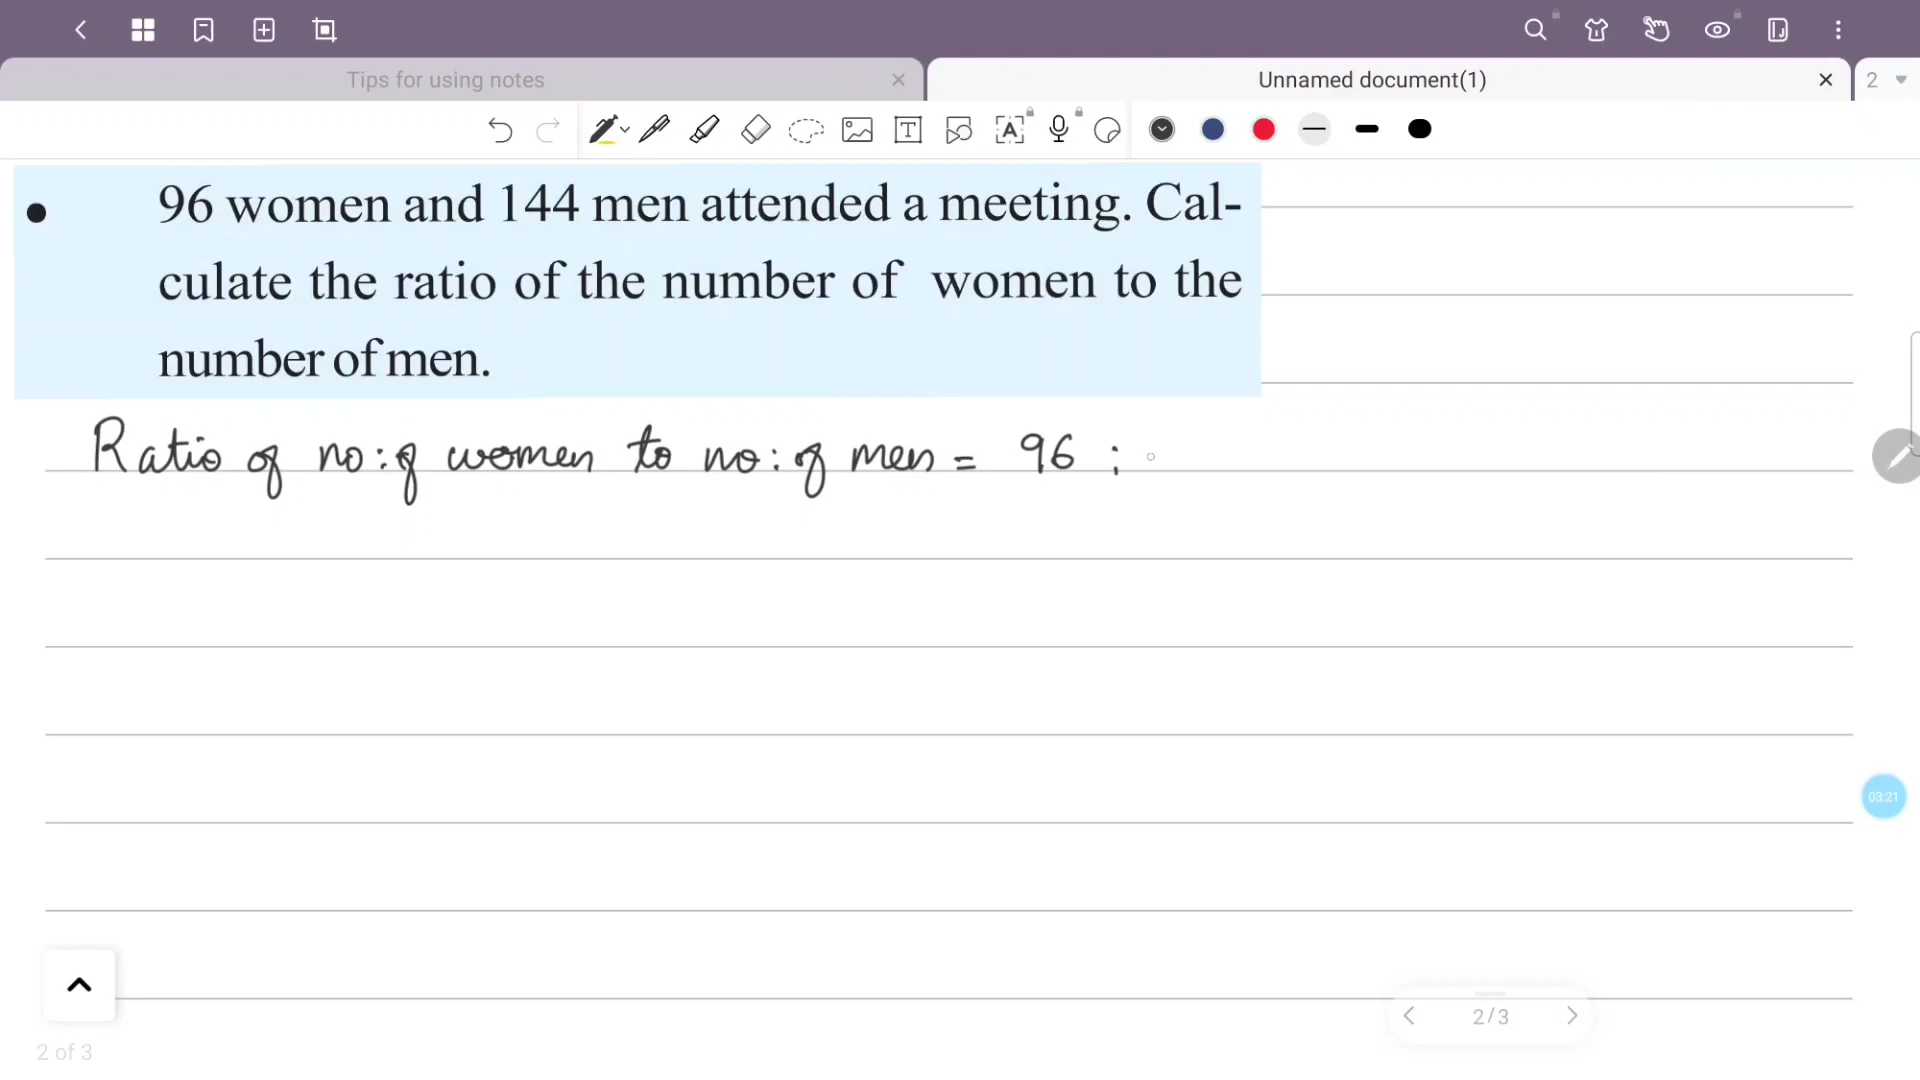 Tips for using notes
Unnamed document(1)
2
96 women and 144 men attended a meeting. Cal-
culate the ratio of the number of women to the
number of men.
Ratio of no:of women to no:of men = 96 :
03:21
2/3
2 of 3